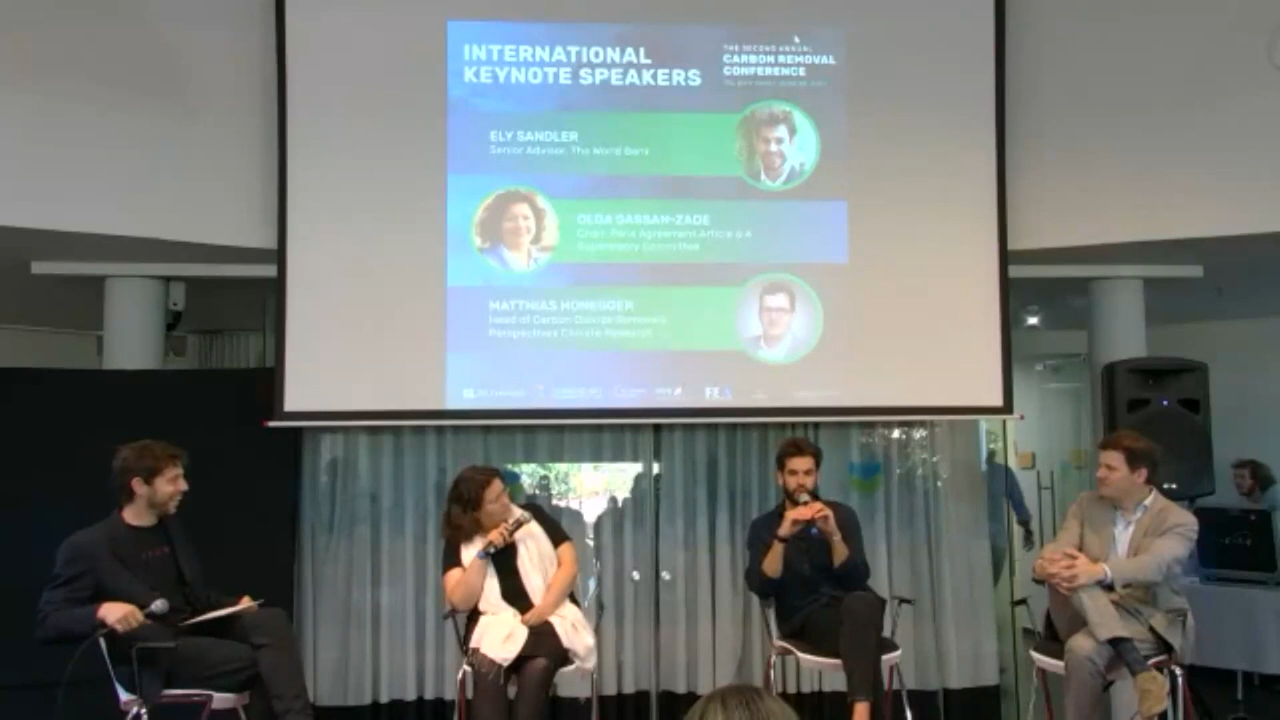 INTERNATIONAL
KEYNOTE SPEAKERS
THE SECOND ANNUAL
CARBON REMOVAL
CONFERENCE
ELY SANDLER
Senior Advisor, The World Bank
OLGA GASSAN-ZADE
Chair, Paris Agreement Article 6.4
Supervisory Committee
MATTHIAS HONEGGER
Head of Carbon Dioxide Removals
Perspectives Climate Research